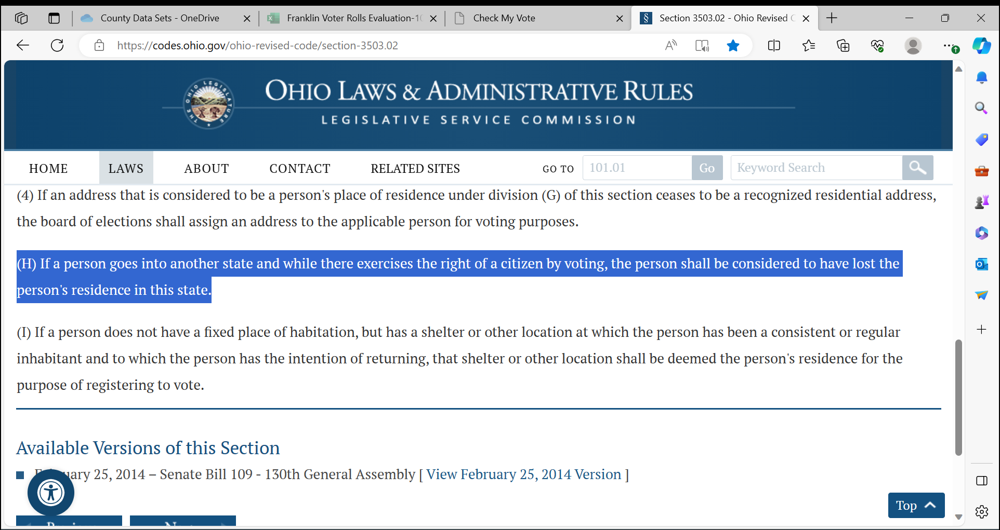 County Data Sets - OneDrive
Franklin Voter Rolls Evaluation-1
Check My Vote
§ Section 3503.02 - Ohio Revised C
https://codes.ohio.gov/ohio-revised-code/section-3503.02
THE OHIO LEGISLATURE
OHIO LAWS & ADMINISTRATIVE RULES
LEGISLATIVE SERVICE COMMISSION
HOME LAWS ABOUT CONTACT RELATED SITES GO TO 101.01 Go Keyword Search
(4) If an address that is considered to be a person's place of residence under division (G) of this section ceases to be a recognized residential address,
the board of elections shall assign an address to the applicable person for voting purposes.
(H) If a person goes into another state and while there exercises the right of a citizen by voting, the person shall be considered to have lost the
person's residence in this state.
(I) If a person does not have a fixed place of habitation, but has a shelter or other location at which the person has been a consistent or regular
inhabitant and to which the person has the intention of returning, that shelter or other location shall be deemed the person's residence for the
purpose of registering to vote.
Available Versions of this Section
February 25, 2014 – Senate Bill 109 - 130th General Assembly [ View February 25, 2014 Version ]
Top